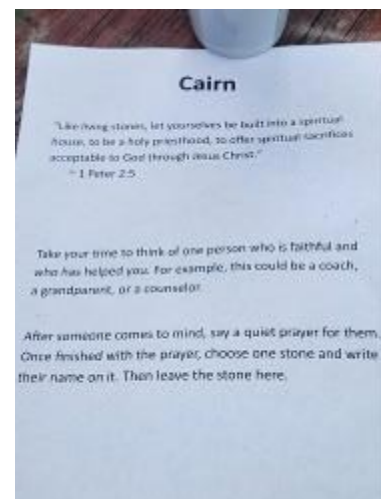 Cairn
"Like living stones, let yourselves be built into a spiritual
house, to be a holy priesthood, to offer spiritual sacrifices
acceptable to God through Jesus Christ."
~ 1 Peter 2:5
Take your time to think of one person who is faithful and
who has helped you. For example, this could be a coach,
a grandparent, or a counselor.
After someone comes to mind, say a quiet prayer for them.
Once finished with the prayer, choose one stone and write
their name on it. Then leave the stone here.